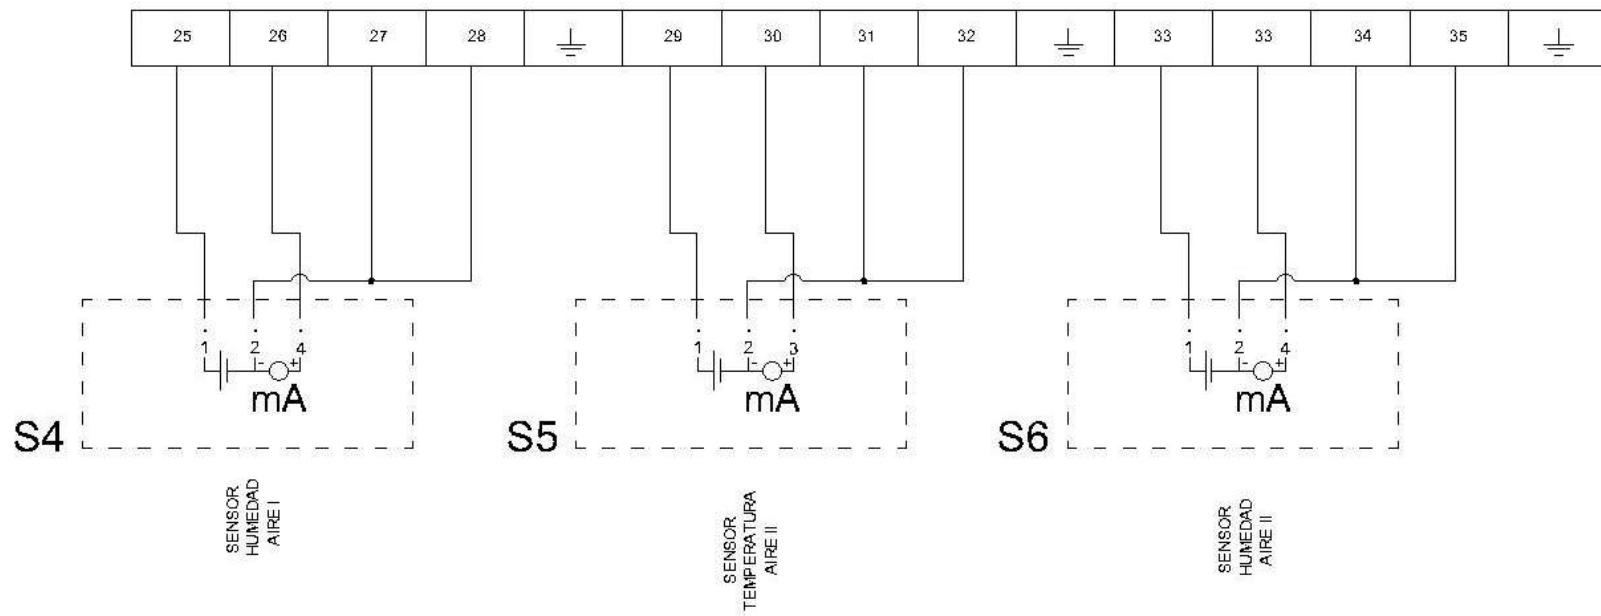 25 26 27 28 29 30 31 32 33 33 34 35
1 2 4
- +
mA
S4
1 2 3
- +
mA
S5
1 2 4
- +
mA
S6
SENSOR
HUMEDAD
AIRE I
SENSOR
TEMPERATURA
AIRE II
SENSOR
HUMEDAD
AIRE II